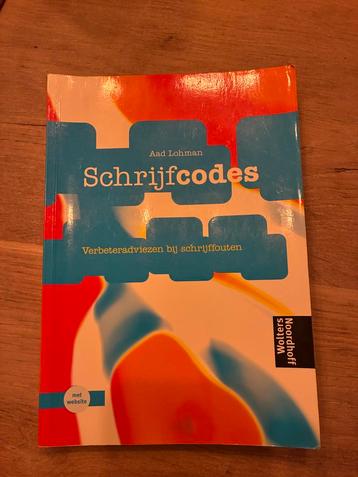 Aad Lohman
Schrijfcodes
Verbeteradviezen bij schrijffouten
Wolters
Noordhoff
met
website